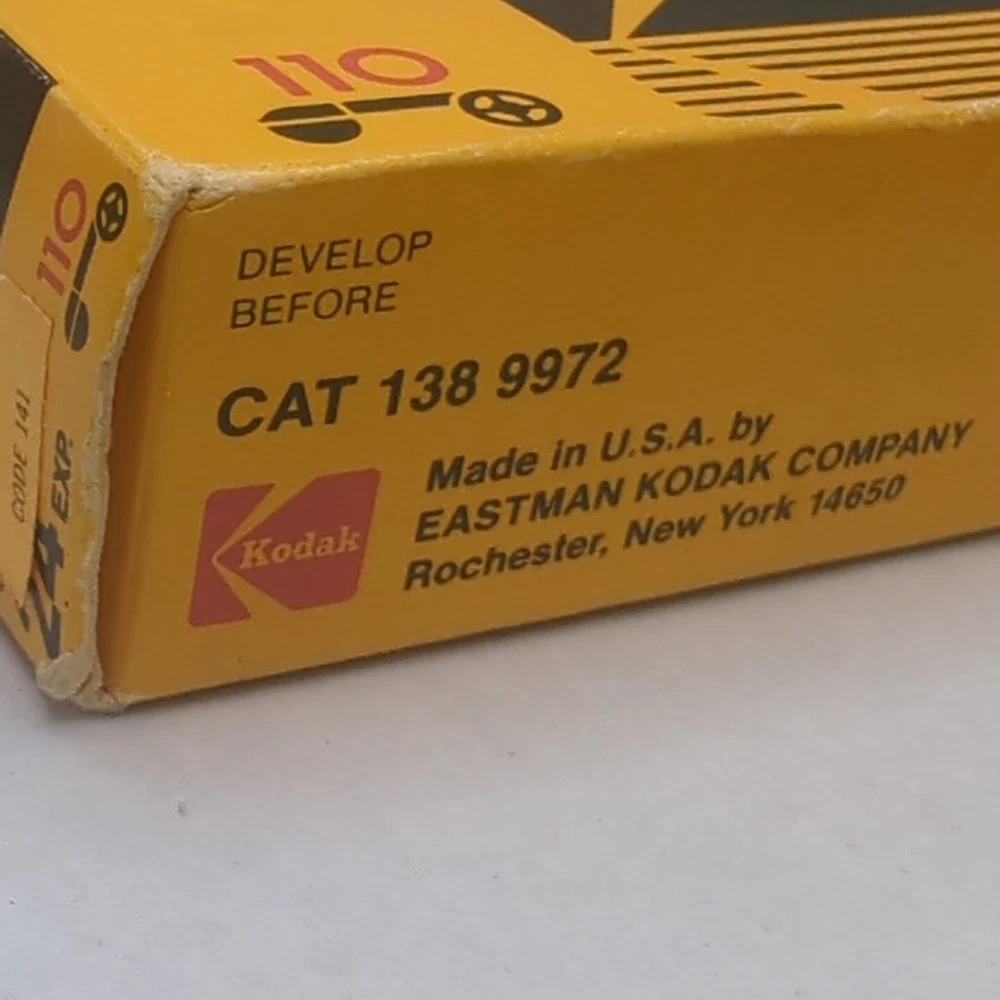 110
110
CODE 141
24 EXP.
DEVELOP
BEFORE
CAT 138 9972
Kodak
Made in U.S.A. by
EASTMAN KODAK COMPANY
Rochester, New York 14650